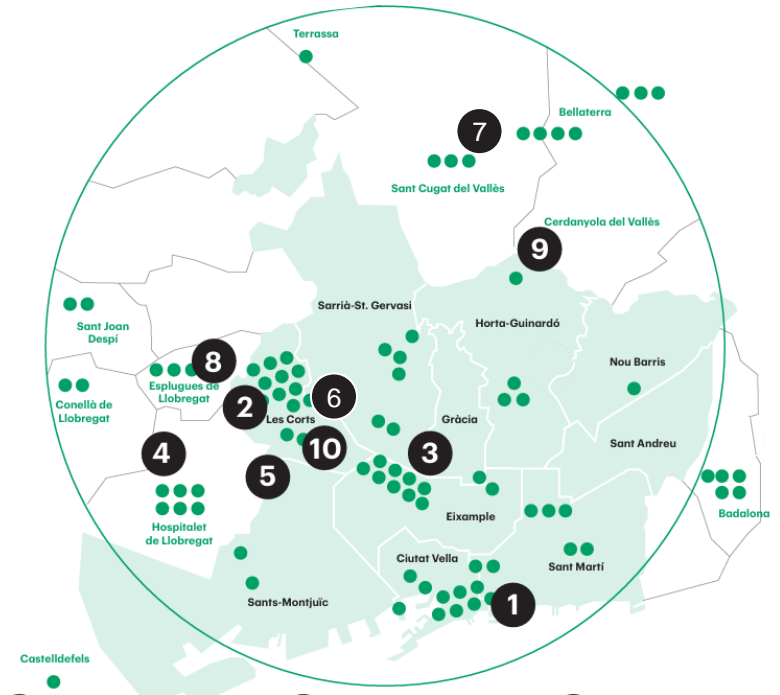 Terrassa
Bellaterra
7
Sant Cugat del Vallès
Cerdanyola del Vallès
9
Sarrià-St. Gervasi
Horta-Guinardó
Sant Joan
Despí
Nou Barris
8
Esplugues de
Llobregat
6
2
Conellà de
Llobregat
Les Corts
Gràcia
10
3
Sant Andreu
4
5
Badalona
Eixample
Hospitalet
de Llobregat
Ciutat Vella
Sant Martí
Sants-Montjuïc
1
Castelldefels